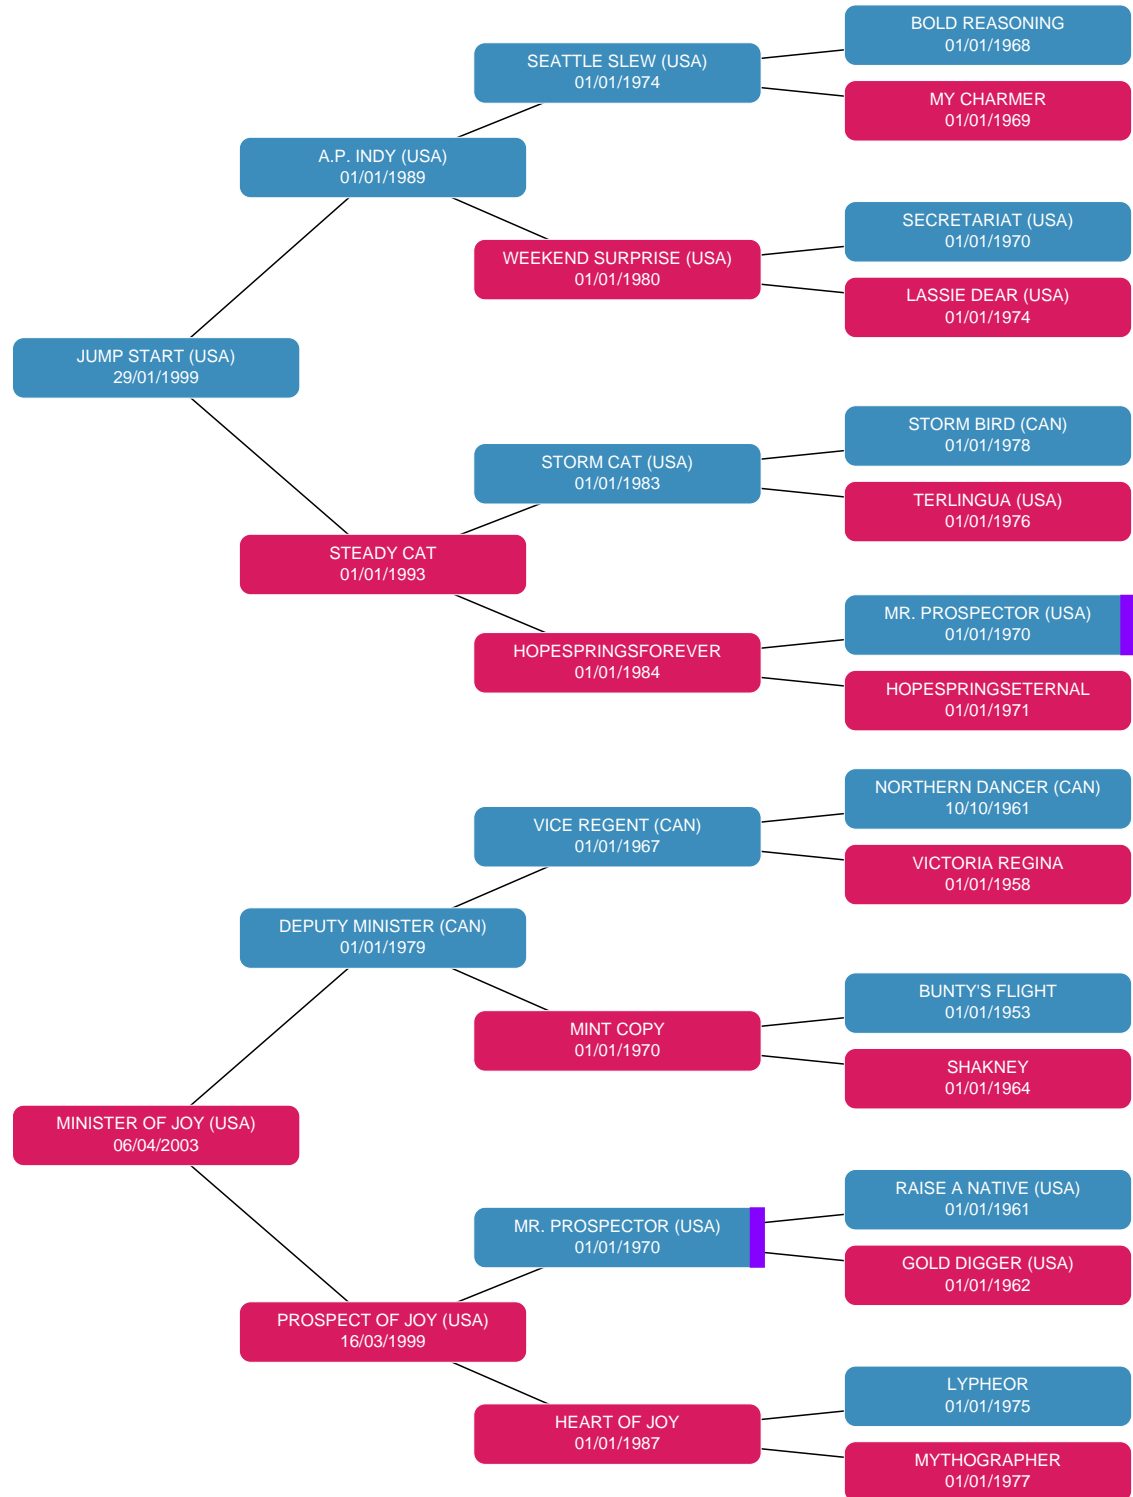 BOLD REASONING
01/01/1968
SEATTLE SLEW (USA)
01/01/1974
MY CHARMER
01/01/1969
A.P. INDY (USA)
01/01/1989
SECRETARIAT (USA)
01/01/1970
WEEKEND SURPRISE (USA)
01/01/1980
LASSIE DEAR (USA)
01/01/1974
JUMP START (USA)
29/01/1999
STORM BIRD (CAN)
01/01/1978
STORM CAT (USA)
01/01/1983
TERLINGUA (USA)
01/01/1976
STEADY CAT
01/01/1993
MR. PROSPECTOR (USA)
01/01/1970
HOPESPRINGSFOREVER
01/01/1984
HOPESPRINGSETERNAL
01/01/1971
NORTHERN DANCER (CAN)
10/10/1961
VICE REGENT (CAN)
01/01/1967
VICTORIA REGINA
01/01/1958
DEPUTY MINISTER (CAN)
01/01/1979
BUNTY'S FLIGHT
01/01/1953
MINT COPY
01/01/1970
SHAKNEY
01/01/1964
MINISTER OF JOY (USA)
06/04/2003
RAISE A NATIVE (USA)
01/01/1961
MR. PROSPECTOR (USA)
01/01/1970
GOLD DIGGER (USA)
01/01/1962
PROSPECT OF JOY (USA)
16/03/1999
LYPHEOR
01/01/1975
HEART OF JOY
01/01/1987
MYTHOGRAPHER
01/01/1977